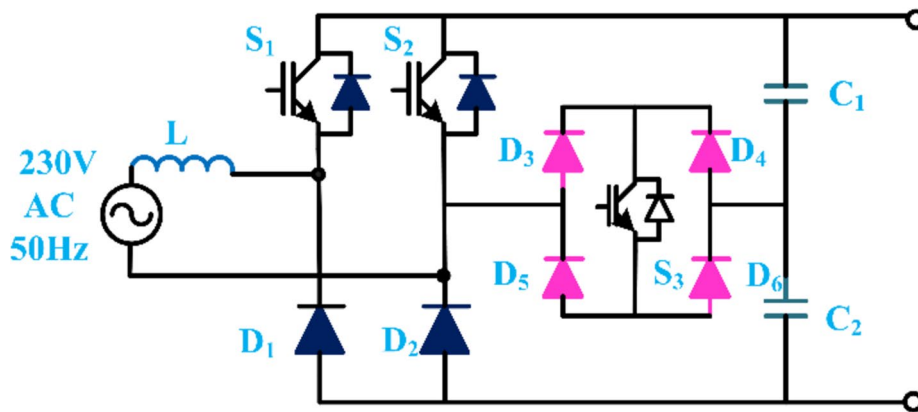 S₁
S₂
230V
AC
50Hz
L
D₃
D₄
C₁
D₅
S₃
D₆
D₁
D₂
C₂